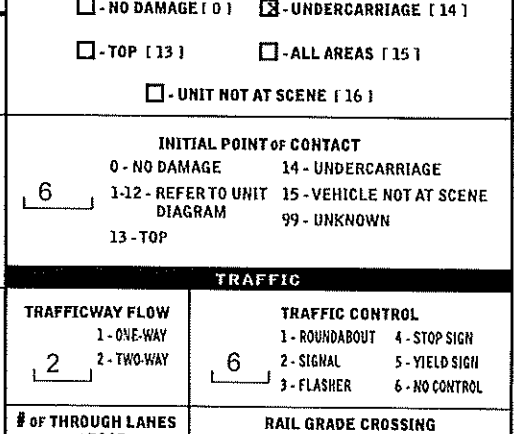 ☐ - NO DAMAGE [ 0 ] ☒ - UNDERCARRIAGE [ 14 ]
☐ - TOP [ 13 ] ☐ - ALL AREAS [ 15 ]
☐ - UNIT NOT AT SCENE [ 16 ]
INITIAL POINT OF CONTACT
0 - NO DAMAGE 14 - UNDERCARRIAGE
6 1-12 - REFER TO UNIT 15 - VEHICLE NOT AT SCENE
DIAGRAM 99 - UNKNOWN
13 - TOP
TRAFFIC
TRAFFICWAY FLOW
1 - ONE-WAY
2 2 - TWO-WAY
TRAFFIC CONTROL
1 - ROUNDABOUT 4 - STOP SIGN
6 2 - SIGNAL 5 - YIELD SIGN
3 - FLASHER 6 - NO CONTROL
# OF THROUGH LANES
RAIL GRADE CROSSING